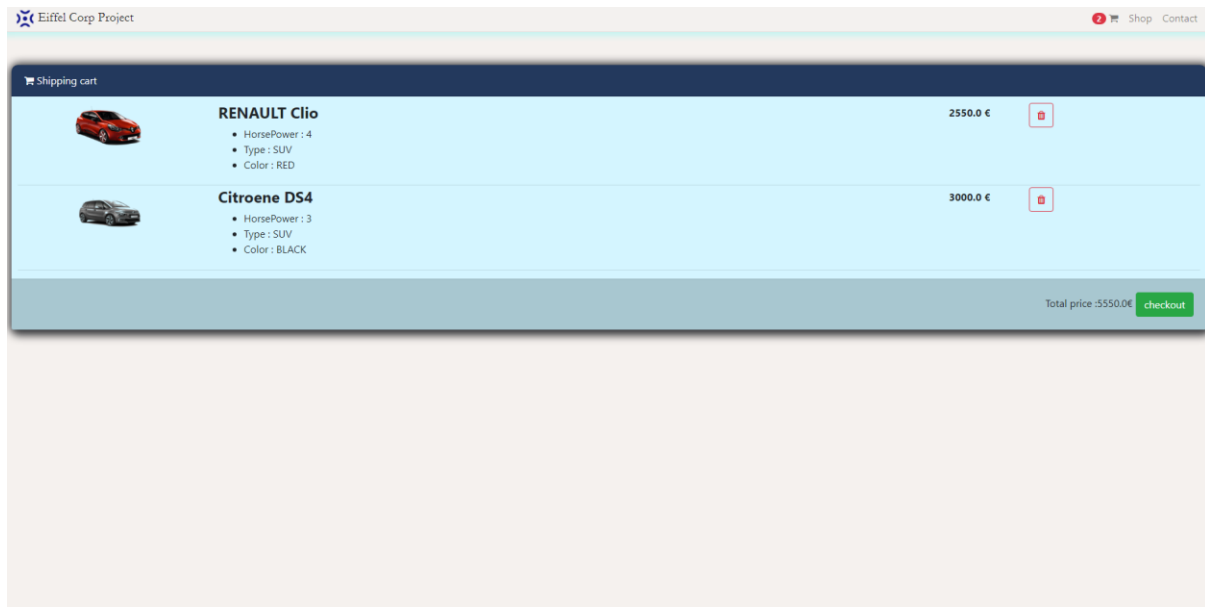 Eiffel Corp Project
2 Shop Contact
Shipping cart
RENAULT Clio
2550.0 €
HorsePower : 4
Type : SUV
Color : RED
Citroene DS4
3000.0 €
HorsePower : 3
Type : SUV
Color : BLACK
Total price :5550.0€ checkout